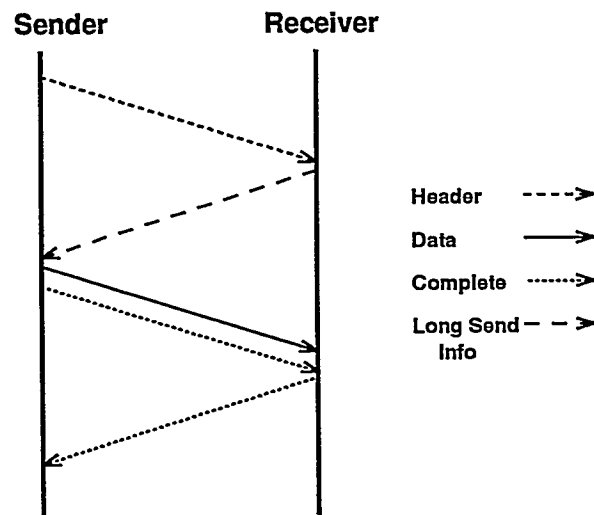 Sender
Receiver
Header
Data
Complete
Long Send
Info